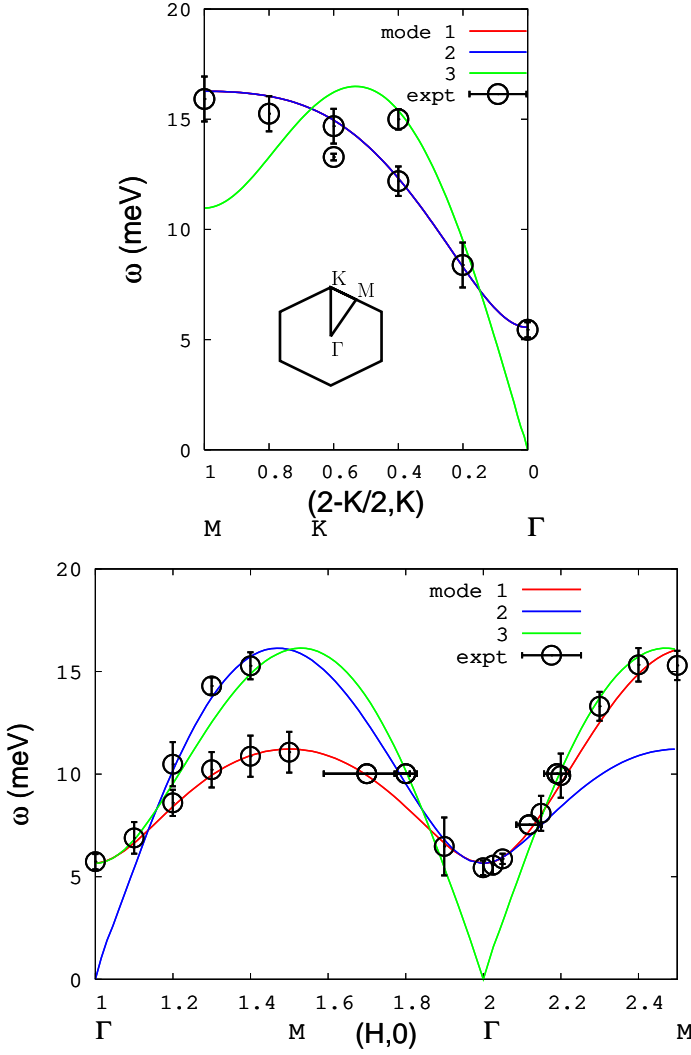 20
mode 1
2
3
expt
15
ω (meV)
10
K
M
Γ
5
0
1 0.8 0.6 0.4 0.2 0
(2-K/2,K)
M K Γ
20
mode 1
2
3
expt
15
ω (meV)
10
5
0
1 1.2 1.4 1.6 1.8 2 2.2 2.4
Γ M (H,0) Γ M